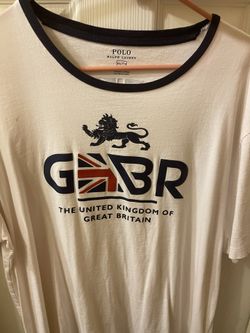 POLO
RALPH LAUREN
GBR
THE UNITED KINGDOM OF
GREAT BRITAIN